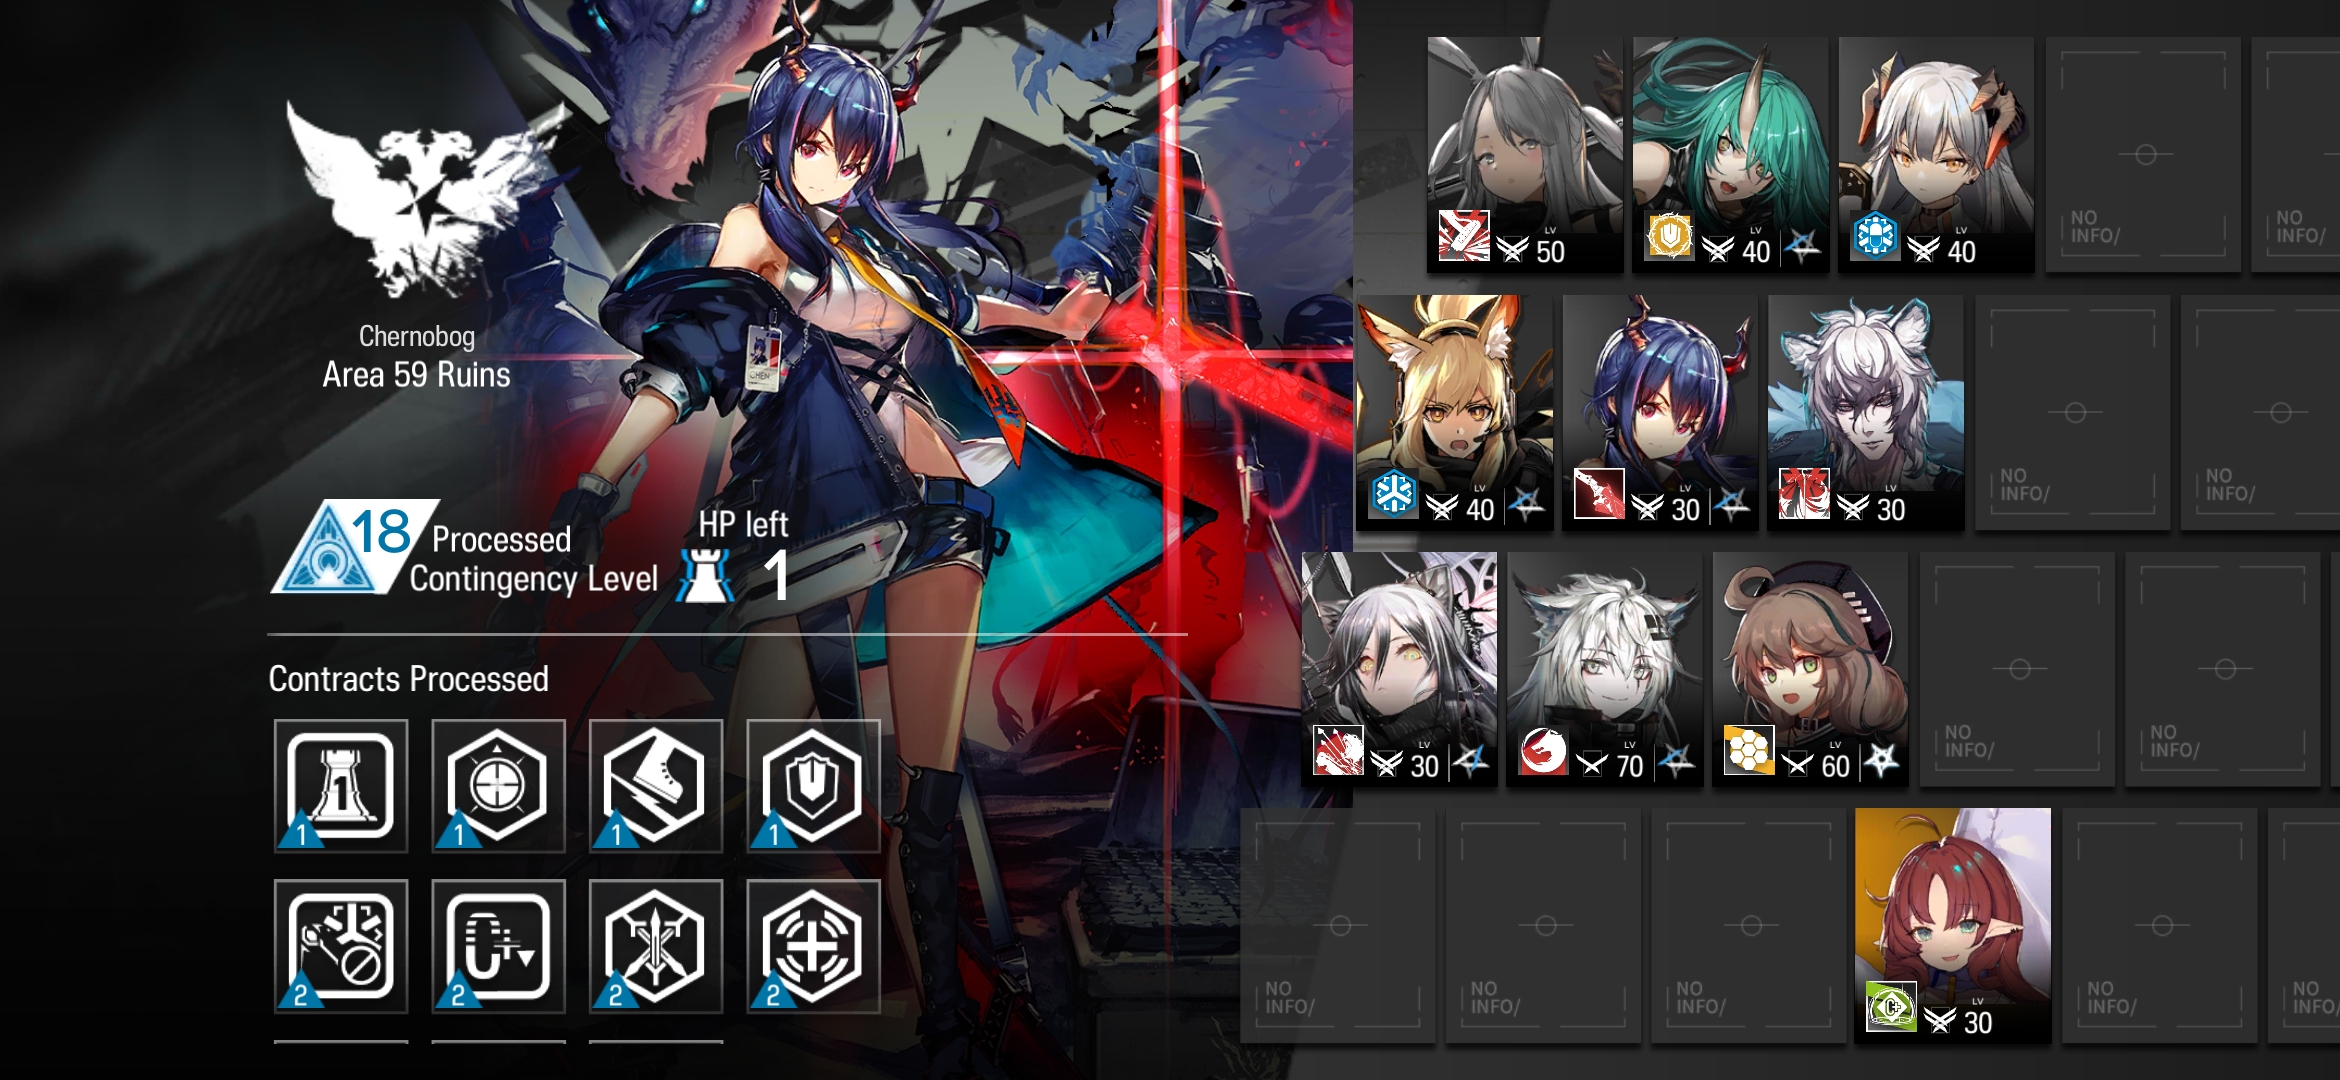 Chernobog
Area 59 Ruins
18
Processed
Contingency Level
HP left
1
Contracts Processed
1
1
1
1
1
2
2
2
2
CHEN
LV
50
LV
40
LV
40
NO
INFO/
NO
INFO/
LV
40
LV
30
LV
30
NO
INFO/
NO
INFO/
LV
30
LV
70
LV
60
NO
INFO/
NO
INFO/
NO
INFO/
NO
INFO/
NO
INFO/
C+
LV
30
NO
INFO/
NO
INFO/